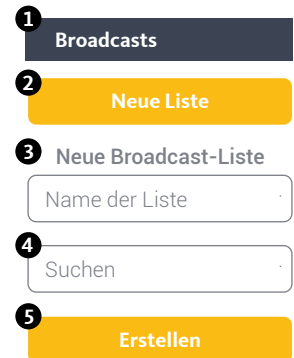 1
Broadcasts
2
Neue Liste
3 Neue Broadcast-Liste
Name der Liste
4
Suchen
5
Erstellen